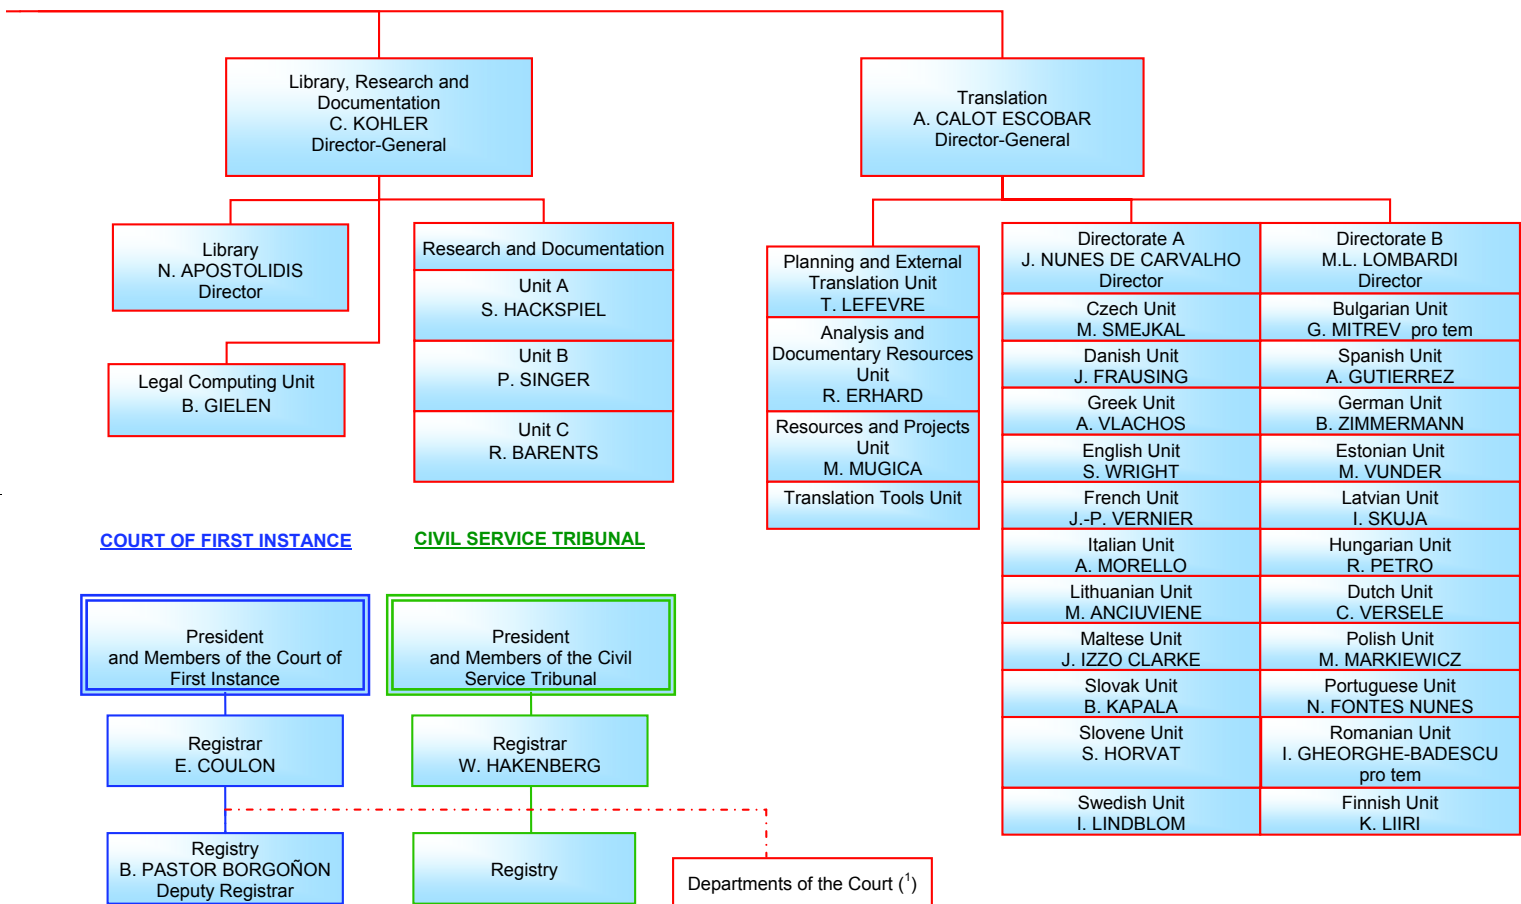 Library, Research and
Documentation
C. KOHLER
Director-General
Translation
A. CALOT ESCOBAR
Director-General
Library
N. APOSTOLIDIS
Director
Legal Computing Unit
B. GIELEN
Research and Documentation
Unit A
S. HACKSPIEL
Unit B
P. SINGER
Unit C
R. BARENTS
Planning and External
Translation Unit
T. LEFEVRE
Analysis and
Documentary Resources
Unit
R. ERHARD
Resources and Projects
Unit
M. MUGICA
Translation Tools Unit
Directorate A
J. NUNES DE CARVALHO
Director
Czech Unit
M. SMEJKAL
Danish Unit
J. FRAUSING
Greek Unit
A. VLACHOS
English Unit
S. WRIGHT
French Unit
J.-P. VERNIER
Italian Unit
A. MORELLO
Lithuanian Unit
M. ANCIUVIENE
Maltese Unit
J. IZZO CLARKE
Slovak Unit
B. KAPALA
Slovene Unit
S. HORVAT
Swedish Unit
I. LINDBLOM
Directorate B
M.L. LOMBARDI
Director
Bulgarian Unit
G. MITREV pro tem
Spanish Unit
A. GUTIERREZ
German Unit
B. ZIMMERMANN
Estonian Unit
M. VUNDER
Latvian Unit
I. SKUJA
Hungarian Unit
R. PETRO
Dutch Unit
C. VERSELE
Polish Unit
M. MARKIEWICZ
Portuguese Unit
N. FONTES NUNES
Romanian Unit
I. GHEORGHE-BADESCU
pro tem
Finnish Unit
K. LIIRI
COURT OF FIRST INSTANCE
President
and Members of the Court of
First Instance
Registrar
E. COULON
Registry
B. PASTOR BORGOÑON
Deputy Registrar
CIVIL SERVICE TRIBUNAL
President
and Members of the Civil
Service Tribunal
Registrar
W. HAKENBERG
Registry
Departments of the Court (¹)